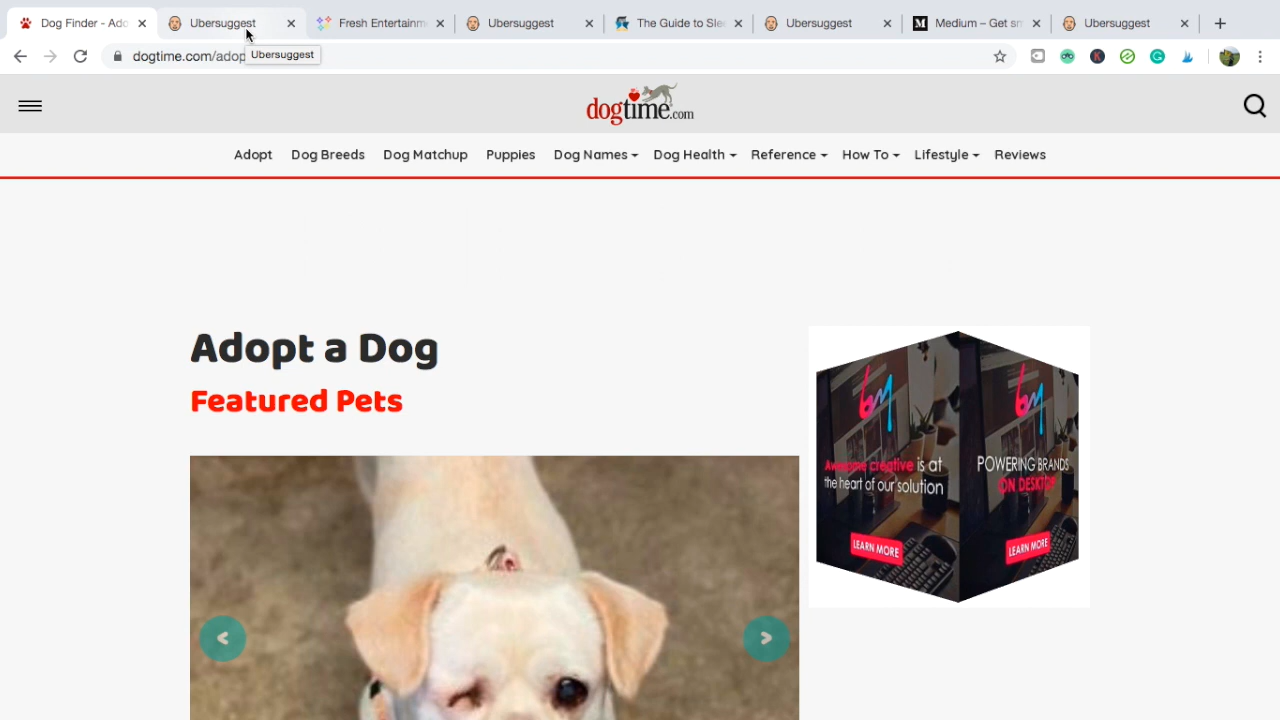 Dog Finder - Ado
Ubersuggest
Fresh Entertainm
Ubersuggest
The Guide to Slee
Ubersuggest
Medium – Get sm
Ubersuggest
dogtime.com/adop
Ubersuggest
dogtime.com
Adopt
Dog Breeds
Dog Matchup
Puppies
Dog Names
Dog Health
Reference
How To
Lifestyle
Reviews
Adopt a Dog
Featured Pets
bm
Awesome creative is at
the heart of our solution
LEARN MORE
bm
POWERING BRANDS
ON DESKTOP
LEARN MORE